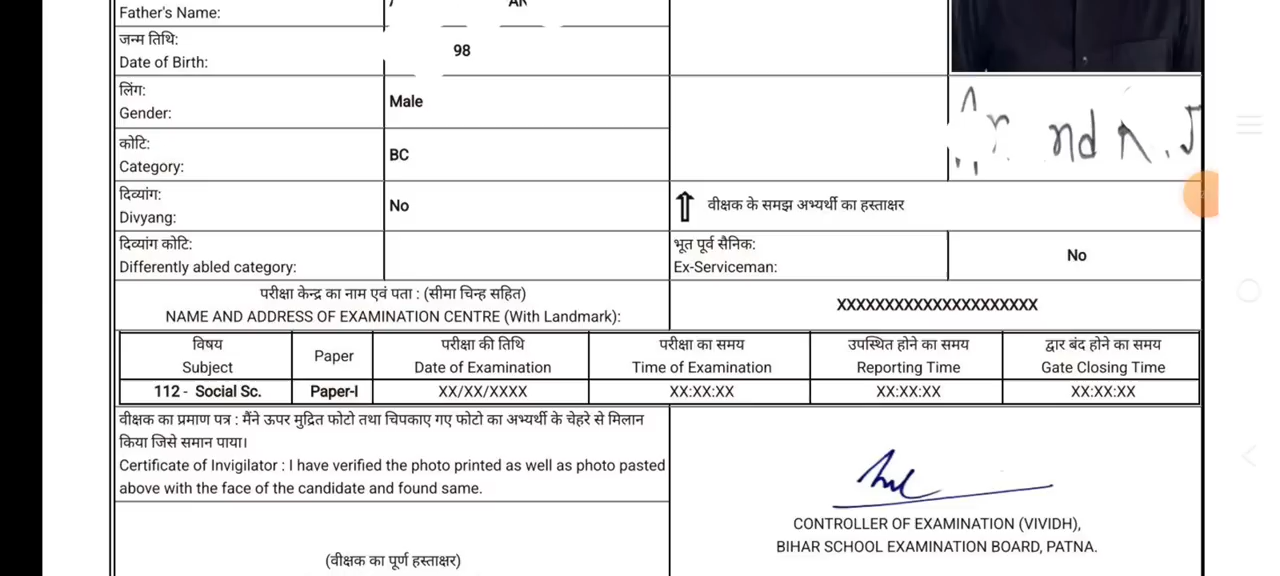 Father's Name:
जन्म तिथि:
Date of Birth:
98
लिंग:
Gender:
Male
कोटि:
Category:
BC
दिव्यांग:
Divyang:
No
वीक्षक के समझ अभ्यर्थी का हस्ताक्षर
दिव्यांग कोटि:
Differently abled category:
भूत पूर्व सैनिक:
Ex-Serviceman:
No
परीक्षा केन्द्र का नाम एवं पता : (सीमा चिन्ह सहित)
NAME AND ADDRESS OF EXAMINATION CENTRE (With Landmark):
XXXXXXXXXXXXXXXXXXXXX
विषय
Subject
Paper
परीक्षा की तिथि
Date of Examination
परीक्षा का समय
Time of Examination
उपस्थित होने का समय
Reporting Time
द्वार बंद होने का समय
Gate Closing Time
112 - Social Sc.
Paper-I
XX/XX/XXXX
XX:XX:XX
XX:XX:XX
XX:XX:XX
वीक्षक का प्रमाण पत्र : मैंने ऊपर मुद्रित फोटो तथा चिपकाए गए फोटो का अभ्यर्थी के चेहरे से मिलान
किया जिसे समान पाया।
Certificate of Invigilator : I have verified the photo printed as well as photo pasted
above with the face of the candidate and found same.
(वीक्षक का पूर्ण हस्ताक्षर)
CONTROLLER OF EXAMINATION (VIVIDH),
BIHAR SCHOOL EXAMINATION BOARD, PATNA.